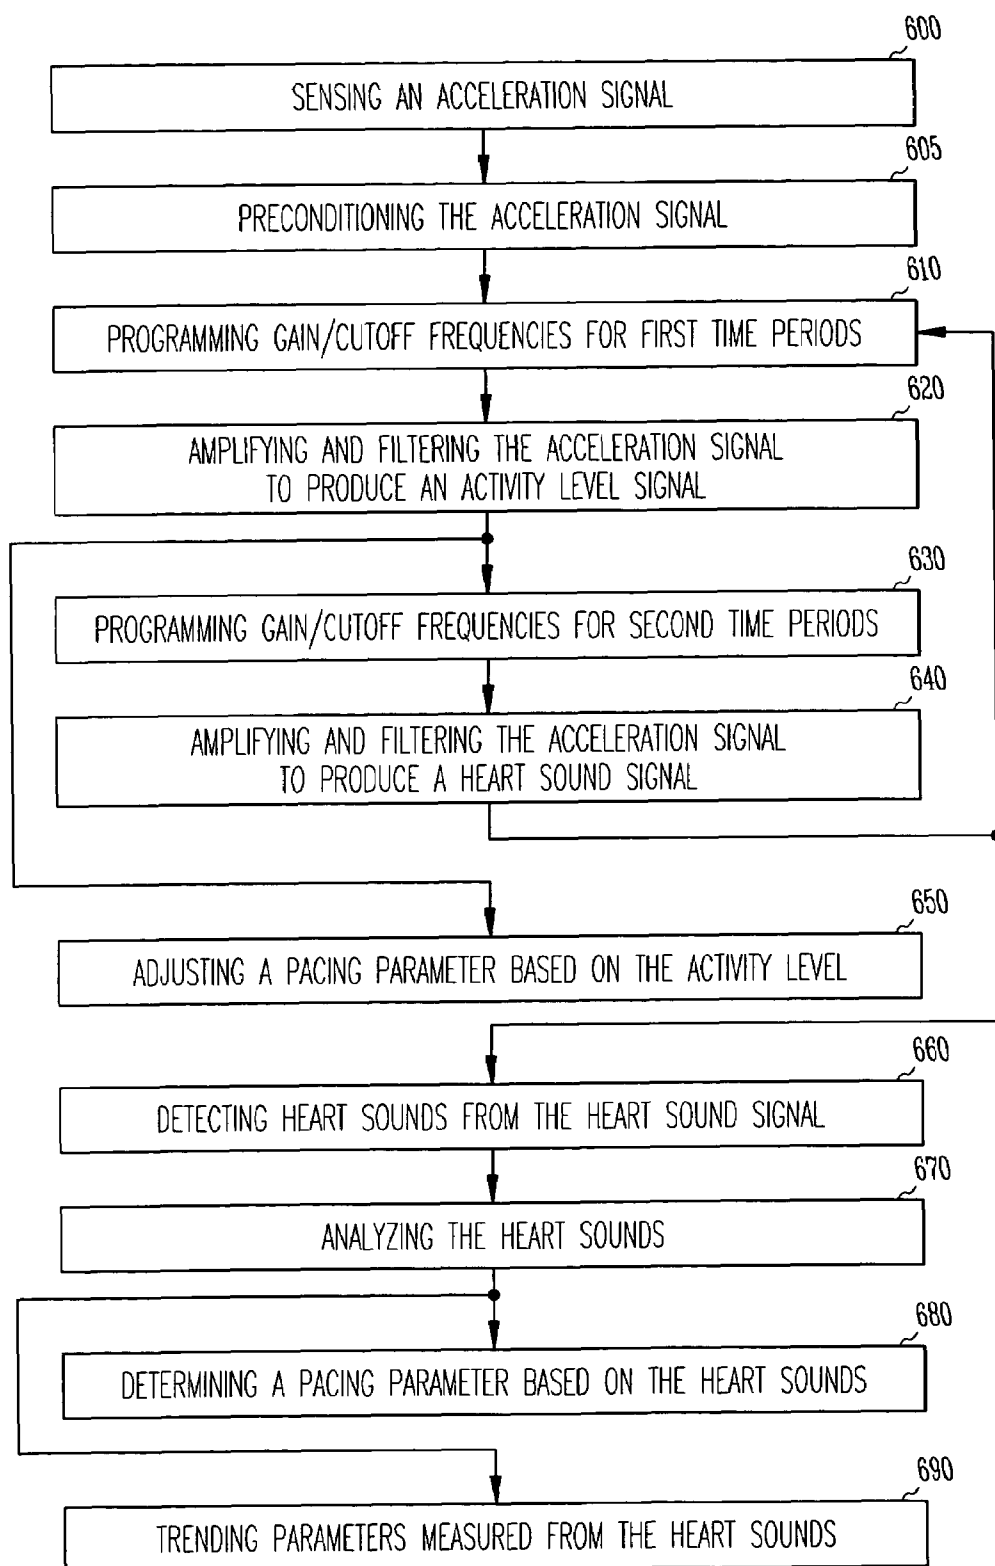 600
SENSING AN ACCELERATION SIGNAL
605
PRECONDITIONING THE ACCELERATION SIGNAL
610
PROGRAMMING GAIN/CUTOFF FREQUENCIES FOR FIRST TIME PERIODS
620
AMPLIFYING AND FILTERING THE ACCELERATION SIGNAL
TO PRODUCE AN ACTIVITY LEVEL SIGNAL
630
PROGRAMMING GAIN/CUTOFF FREQUENCIES FOR SECOND TIME PERIODS
640
AMPLIFYING AND FILTERING THE ACCELERATION SIGNAL
TO PRODUCE A HEART SOUND SIGNAL
650
ADJUSTING A PACING PARAMETER BASED ON THE ACTIVITY LEVEL
660
DETECTING HEART SOUNDS FROM THE HEART SOUND SIGNAL
670
ANALYZING THE HEART SOUNDS
680
DETERMINING A PACING PARAMETER BASED ON THE HEART SOUNDS
690
TRENDING PARAMETERS MEASURED FROM THE HEART SOUNDS